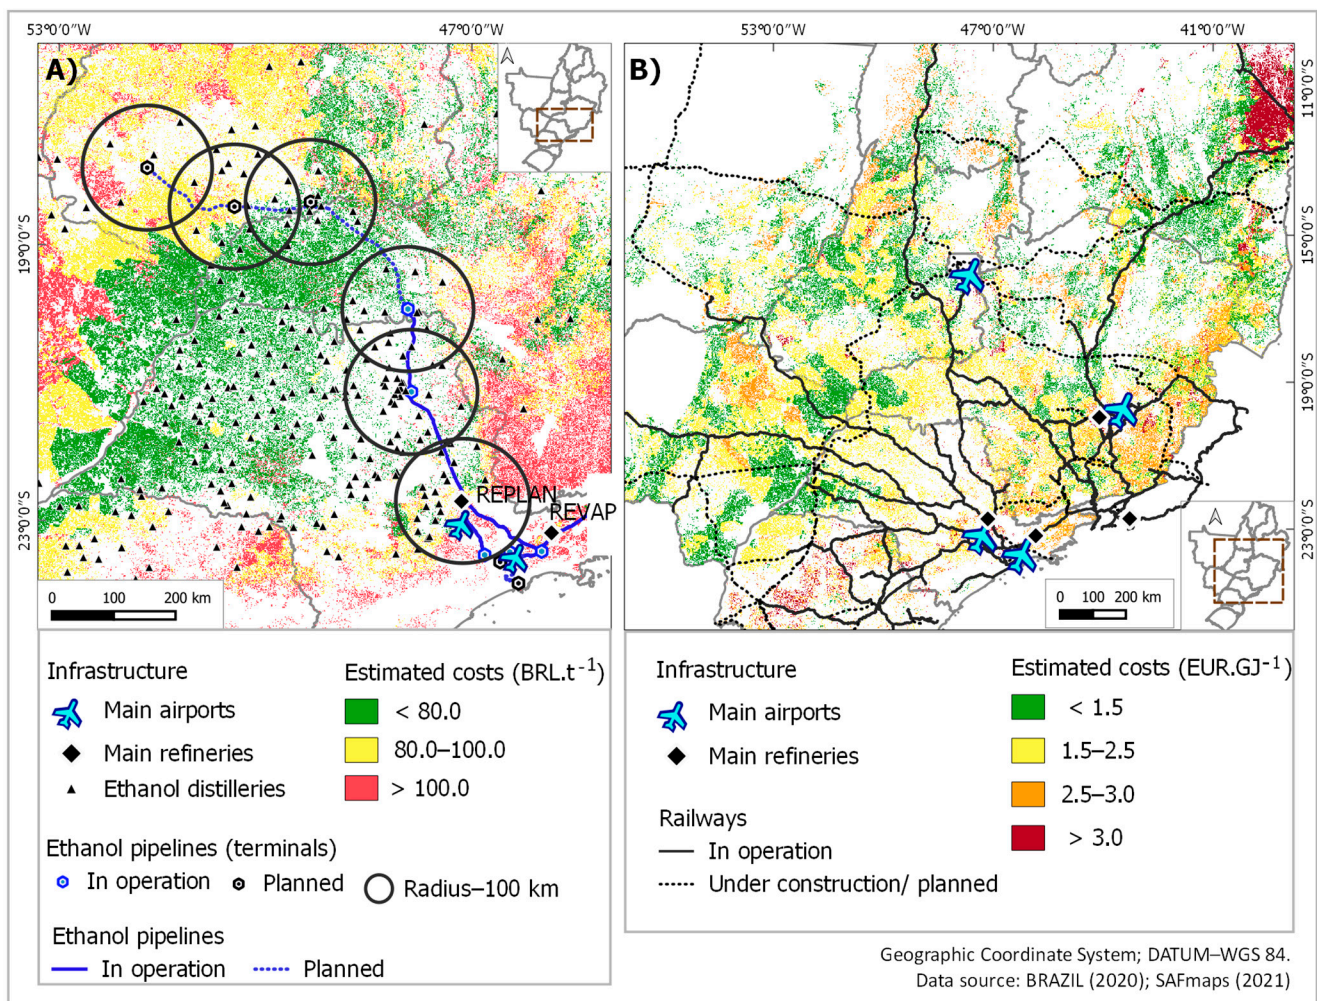 53°0'0"W
47°0'0"W
53°0'0"W
47°0'0"W
41°0'0"W
A)
B)
11°0'0"S
15°0'0"S
19°0'0"S
19°0'0"S
23°0'0"S
23°0'0"S
REPLAN
REVAP
0 100 200 km
0 100 200 km
Infrastructure
Main airports
Main refineries
Ethanol distilleries
Estimated costs (BRL.t⁻¹)
< 80.0
80.0–100.0
> 100.0
Ethanol pipelines (terminals)
In operation
Planned
Radius–100 km
Ethanol pipelines
In operation
Planned
Infrastructure
Main airports
Main refineries
Railways
In operation
Under construction/ planned
Estimated costs (EUR.GJ⁻¹)
< 1.5
1.5–2.5
2.5–3.0
> 3.0
Geographic Coordinate System; DATUM–WGS 84.
Data source: BRAZIL (2020); SAFmaps (2021)